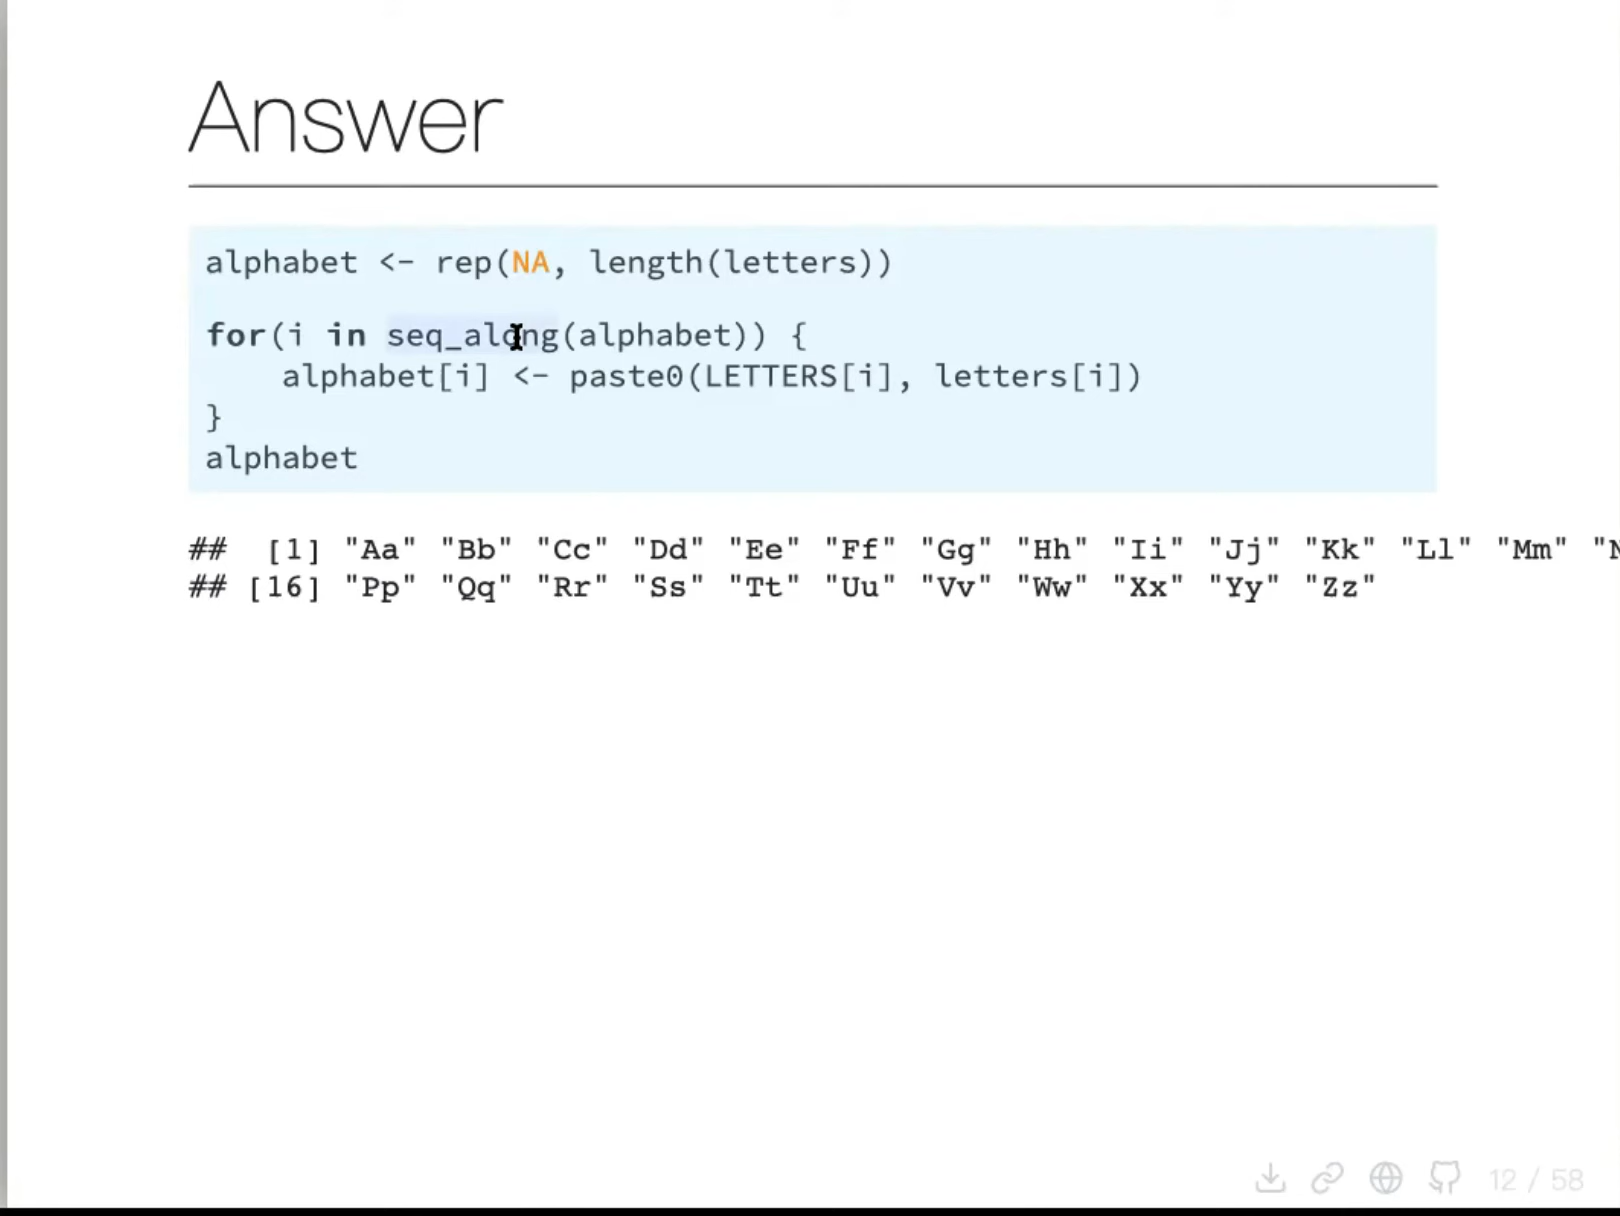 Answer
alphabet <- rep(NA, length(letters))
for(i in seq_along(alphabet)) {
    alphabet[i] <- paste0(LETTERS[i], letters[i])
}
alphabet
##  [1] "Aa" "Bb" "Cc" "Dd" "Ee" "Ff" "Gg" "Hh" "Ii" "Jj" "Kk" "Ll" "Mm" "N
## [16] "Pp" "Qq" "Rr" "Ss" "Tt" "Uu" "Vv" "Ww" "Xx" "Yy" "Zz"
12 / 58